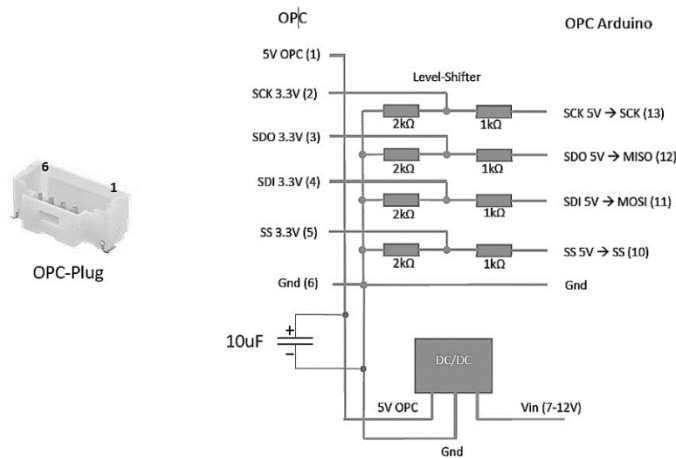 OPC
OPC Arduino
5V OPC (1)
Level-Shifter
SCK 3.3V (2)
2kΩ
1kΩ
SCK 5V → SCK (13)
SDO 3.3V (3)
2kΩ
1kΩ
SDO 5V → MISO (12)
SDI 3.3V (4)
2kΩ
1kΩ
SDI 5V → MOSI (11)
SS 3.3V (5)
2kΩ
1kΩ
SS 5V → SS (10)
Gnd (6)
Gnd
6
1
OPC-Plug
10uF
+
−
DC/DC
5V OPC
Vin (7-12V)
Gnd